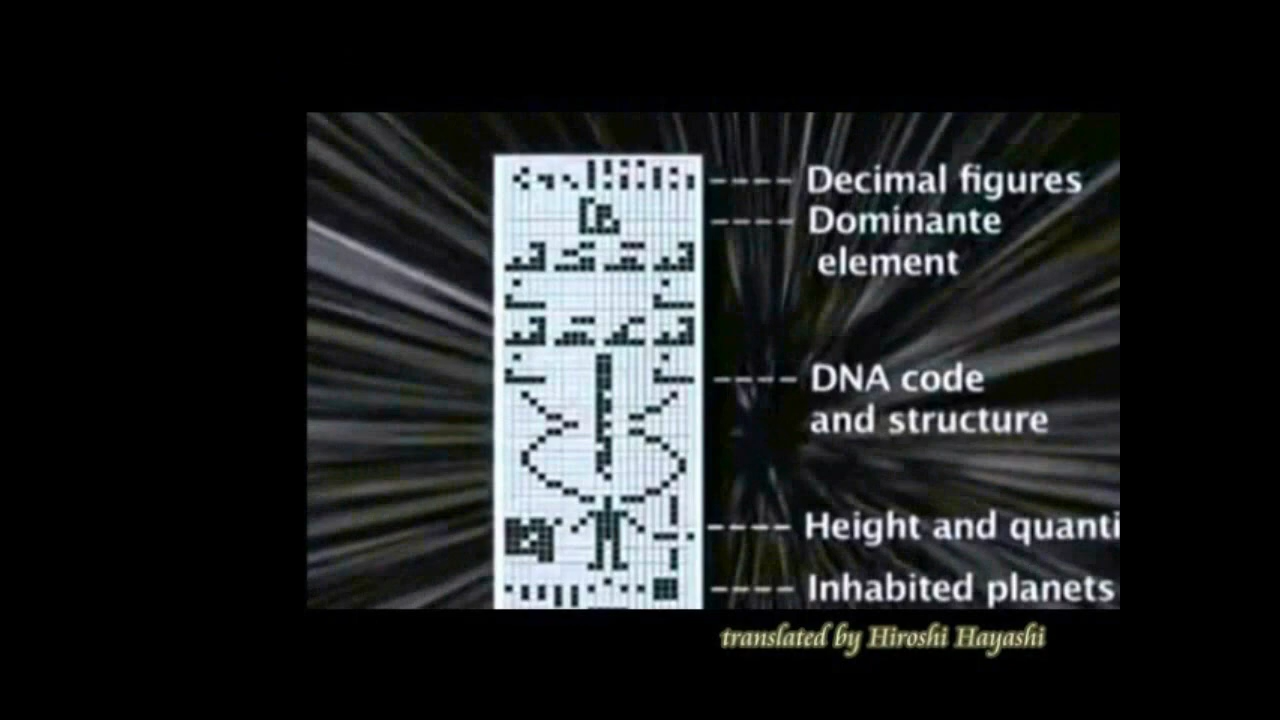 Decimal figures
Dominante
element
DNA code
and structure
Height and quanti
Inhabited planets
translated by Hiroshi Hayashi